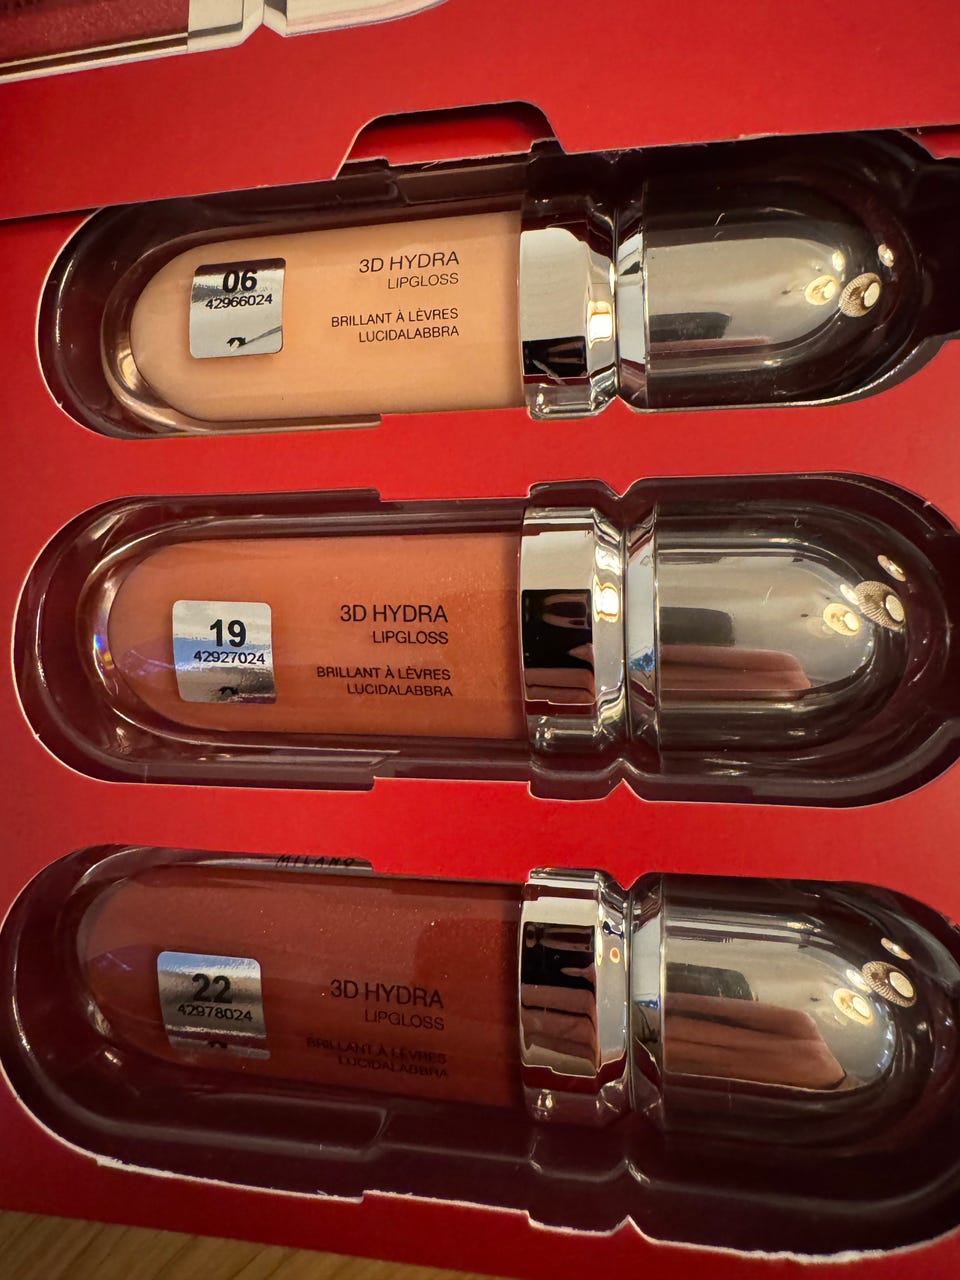 06
42966024
3D HYDRA
LIPGLOSS
BRILLANT À LÈVRES
LUCIDALABBRA
19
42927024
3D HYDRA
LIPGLOSS
BRILLANT À LÈVRES
LUCIDALABBRA
MILANO
22
42978024
3D HYDRA
LIPGLOSS
BRILLANT À LÈVRES
LUCIDALABBRA